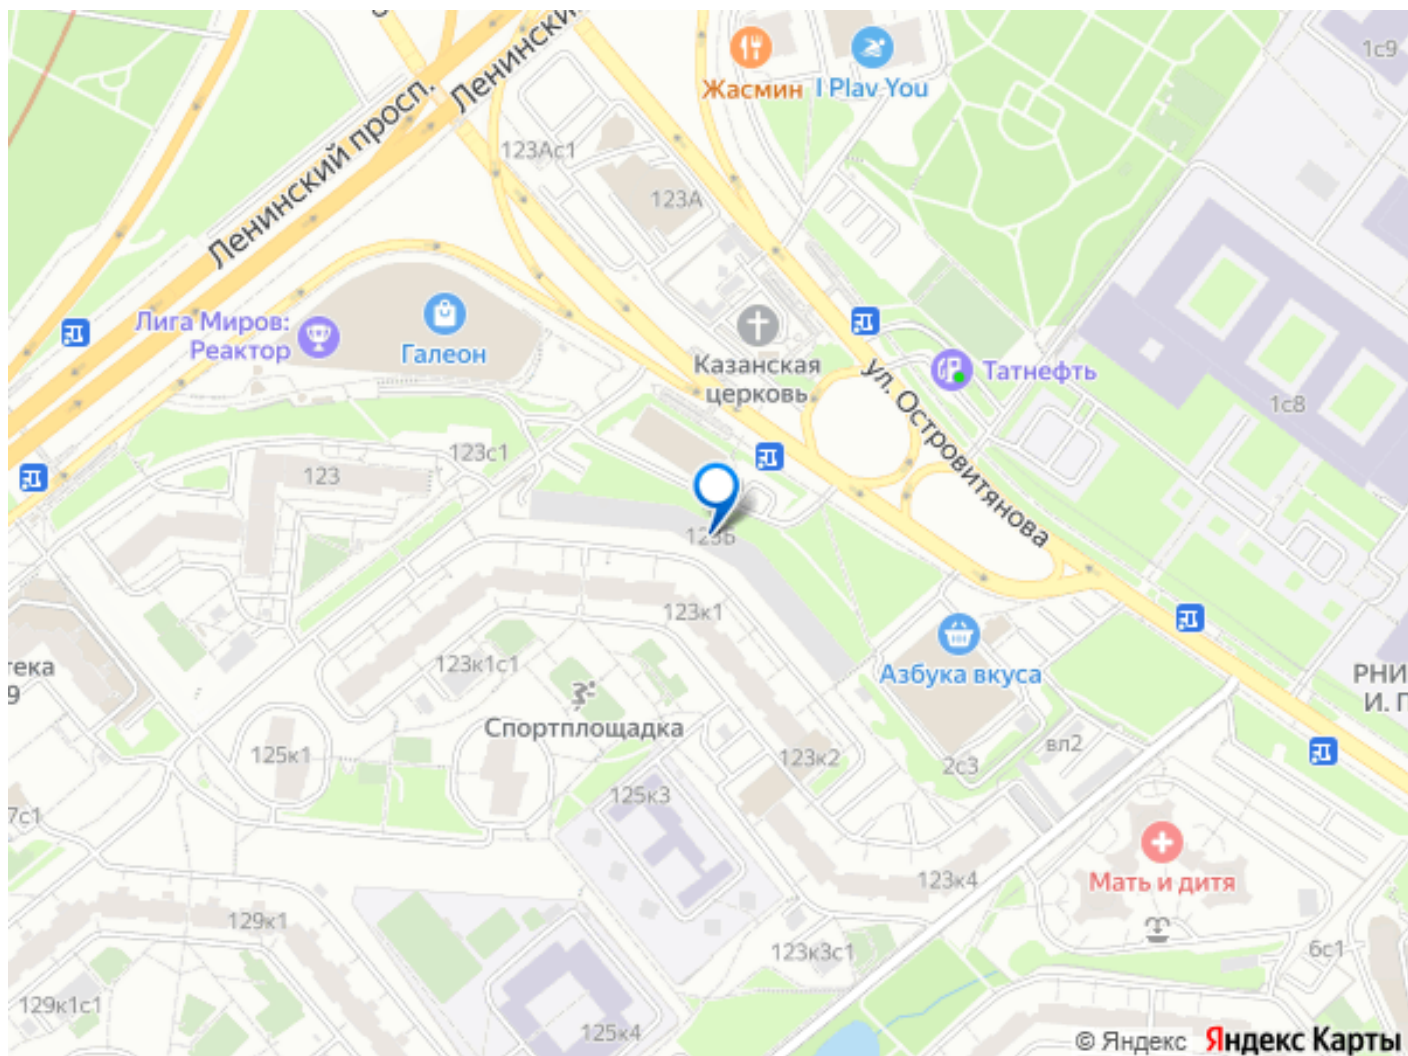 Ленинский просп.
Ленинский
Жасмин
I Play You
1с9
123Ас1
123А
Лига Миров:
Реактор
Галеон
Казанская
церковь
ул. Островитянова
Татнефть
1с8
123с1
123
123Б
123к1
123к1с1
Азбука вкуса
Спортплощадка
125к1
123к2
2с3
вл2
125к3
7с1
Мать и дитя
123к4
129к1
123к3с1
6с1
129к1с1
125к4
© Яндекс Яндекс Карты